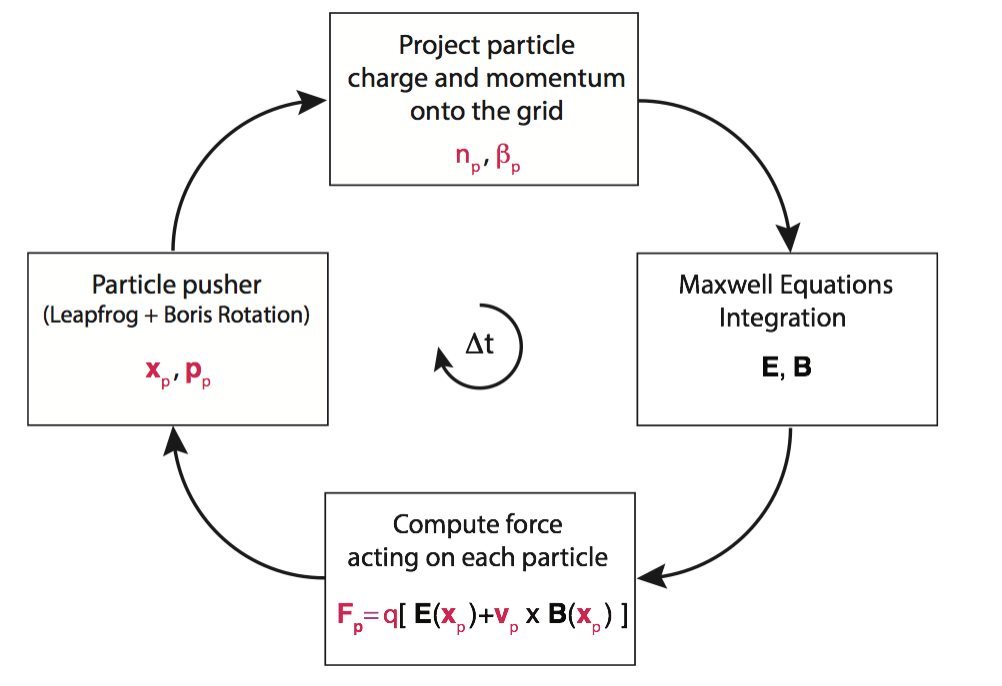 Project particle
charge and momentum
onto the grid
nₚ, βₚ
Maxwell Equations
Integration
E, B
Compute force
acting on each particle
Fₚ=q[ E(xₚ)+vₚ x B(xₚ) ]
Particle pusher
(Leapfrog + Boris Rotation)
xₚ, pₚ
Δt